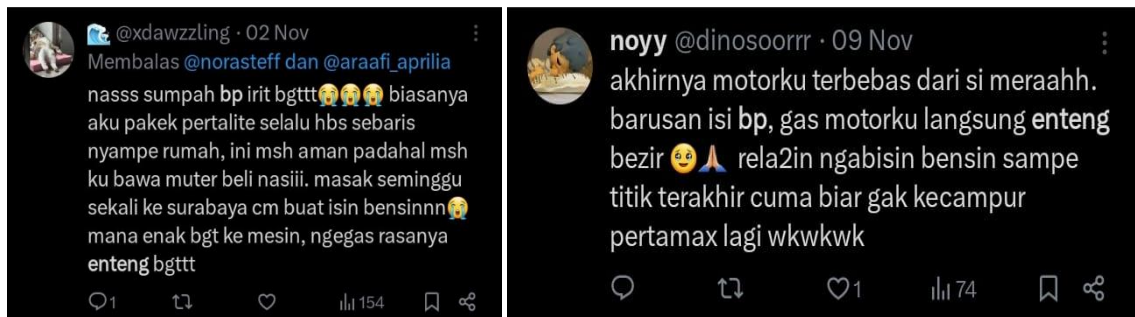 🌊 @xdawzzling · 02 Nov
Membalas @norasteff dan @araafi_aprilia
nasss sumpah bp irit bgttt😭😭😭 biasanya
aku pakek pertalite selalu hbs sebaris
nyampe rumah, ini msh aman padahal msh
ku bawa muter beli nasiii. masak seminggu
sekali ke surabaya cm buat isin bensinnn😭
mana enak bgt ke mesin, ngegas rasanya
enteng bgttt
1 154
noyy @dinosoorrr · 09 Nov
akhirnya motorku terbebas dari si meraahh.
barusan isi bp, gas motorku langsung enteng
bezir 🥹🙏 rela2in ngabisin bensin sampe
titik terakhir cuma biar gak kecampur
pertamax lagi wkwkwk
1 74